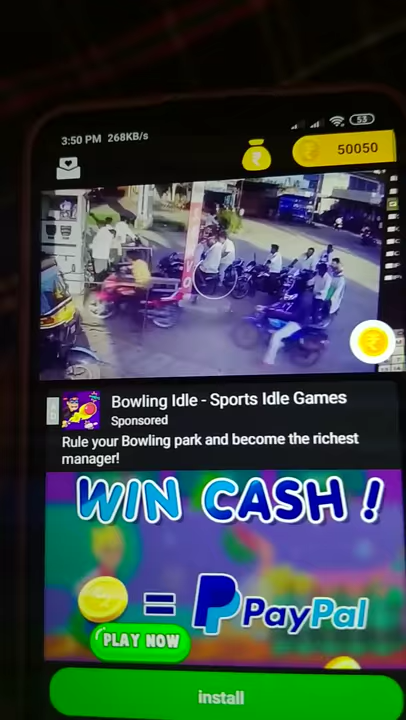 3:50 PM 268KB/s
53
₹
50050
Bowling Idle - Sports Idle Games
Sponsored
Rule your Bowling park and become the richest
manager!
WIN CASH !
= P PayPal
PLAY NOW
install